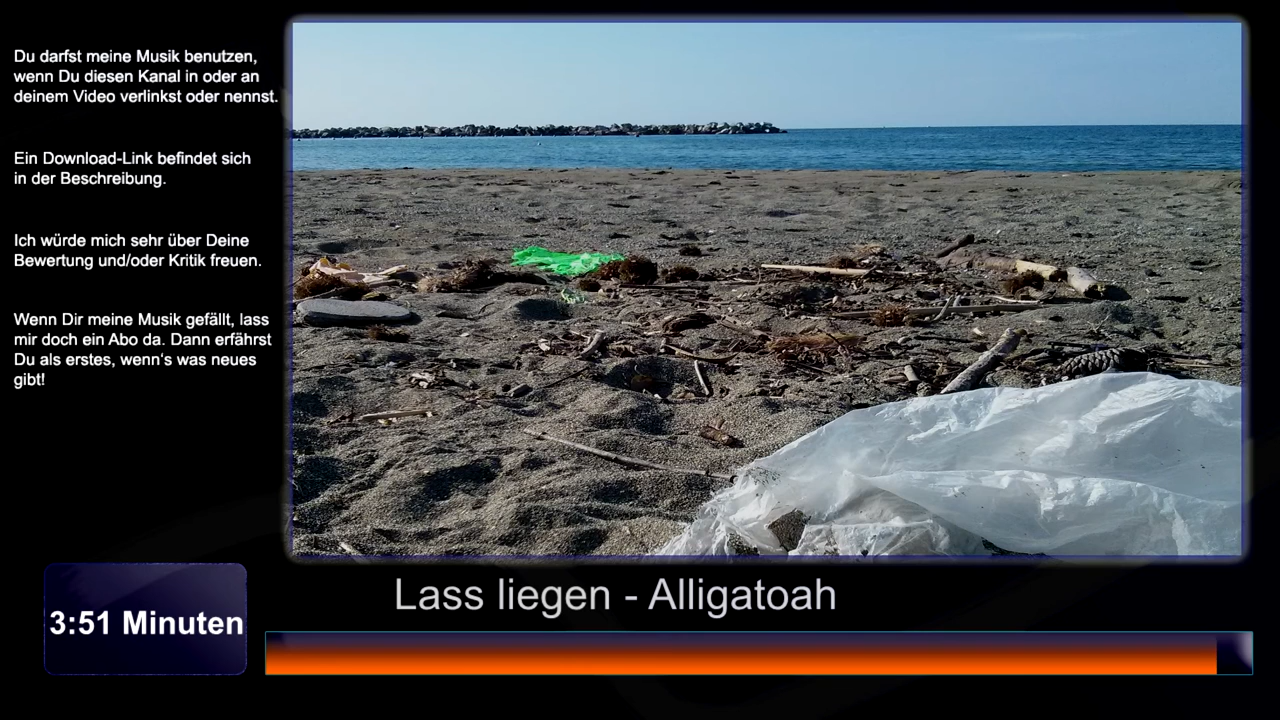 Du darfst meine Musik benutzen,
wenn Du diesen Kanal in oder an
deinem Video verlinkst oder nennst.
Ein Download-Link befindet sich
in der Beschreibung.
Ich würde mich sehr über Deine
Bewertung und/oder Kritik freuen.
Wenn Dir meine Musik gefällt, lass
mir doch ein Abo da. Dann erfährst
Du als erstes, wenn's was neues
gibt!
Lass liegen - Alligatoah
3:51 Minuten